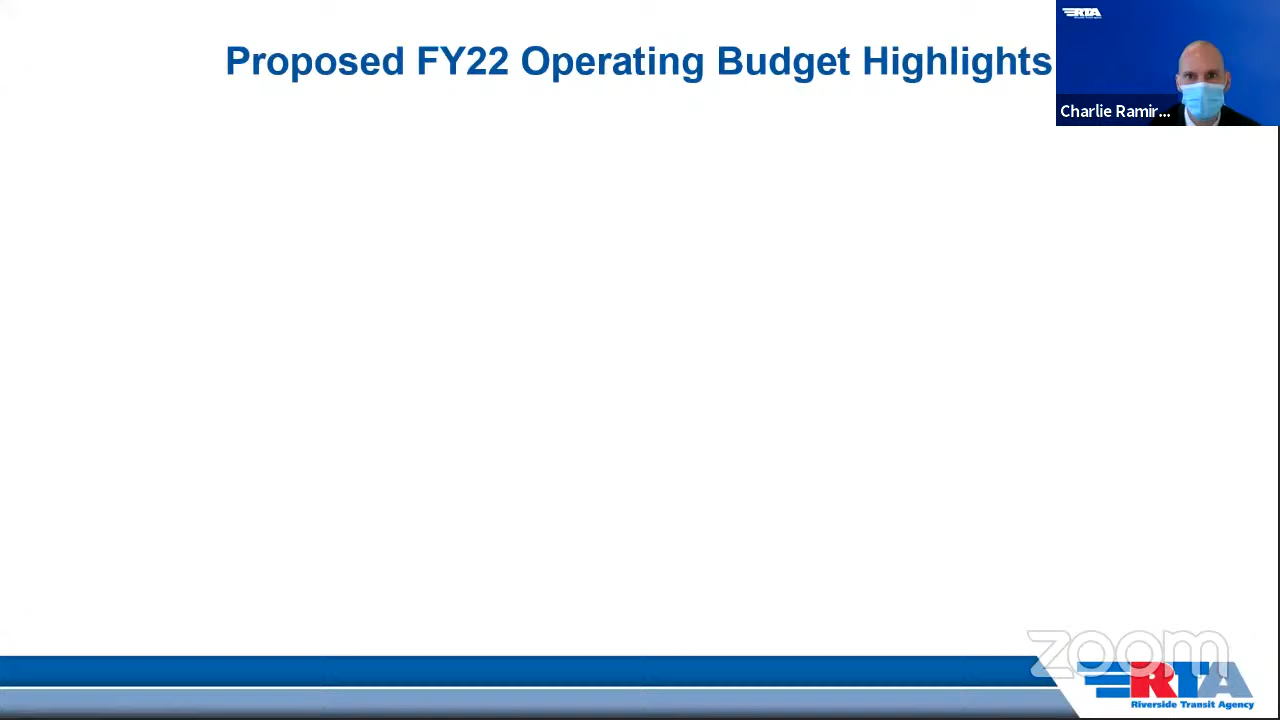 Proposed FY22 Operating Budget Highlights
RTA
Charlie Ramir...
zoom
RTA
Riverside Transit Agency